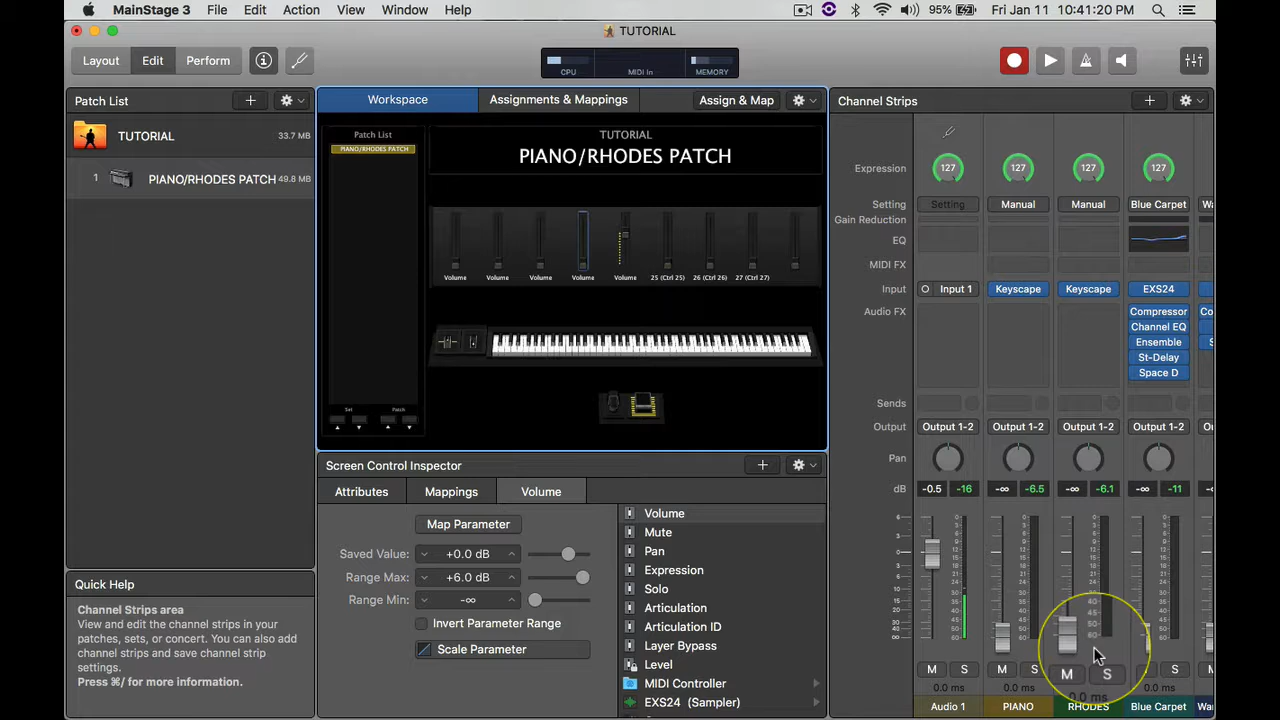 MainStage 3 File Edit Action View Window Help 95% Fri Jan 11 10:41:20 PM
TUTORIAL
Layout Edit Perform
CPU MIDI In MEMORY
Patch List
TUTORIAL 33.7 MB
1 PIANO/RHODES PATCH 49.8 MB
Quick Help
Channel Strips area
View and edit the channel strips in your
patches, sets, or concert. You can also add
channel strips and save channel strip
settings.
Press ⌘/ for more information.
Workspace Assignments & Mappings Assign & Map
Patch List
PIANO/RHODES PATCH
TUTORIAL
PIANO/RHODES PATCH
Volume Volume Volume Volume Volume 25 (Ctrl 25) 26 (Ctrl 26) 27 (Ctrl 27)
Set Patch
Screen Control Inspector
Attributes Mappings Volume
Map Parameter
Saved Value: +0.0 dB
Range Max: +6.0 dB
Range Min: -∞
Invert Parameter Range
Scale Parameter
Volume
Mute
Pan
Expression
Solo
Articulation
Articulation ID
Layer Bypass
Level
MIDI Controller
EXS24 (Sampler)
Channel Strips
Expression 127 127 127 127
Setting Setting Manual Manual Blue Carpet
Gain Reduction
EQ
MIDI FX
Input Input 1 Keyscape Keyscape EXS24
Audio FX Compressor
Channel EQ
Ensemble
St-Delay
Space D
Sends
Output Output 1-2 Output 1-2 Output 1-2 Output 1-2
Pan
dB -0.5 -16 -∞ -6.5 -∞ -6.1 -∞ -11
M S M S M S S
0.0 ms 0.0 ms 0.0 ms 0.0 ms
Audio 1 PIANO RHODES Blue Carpet